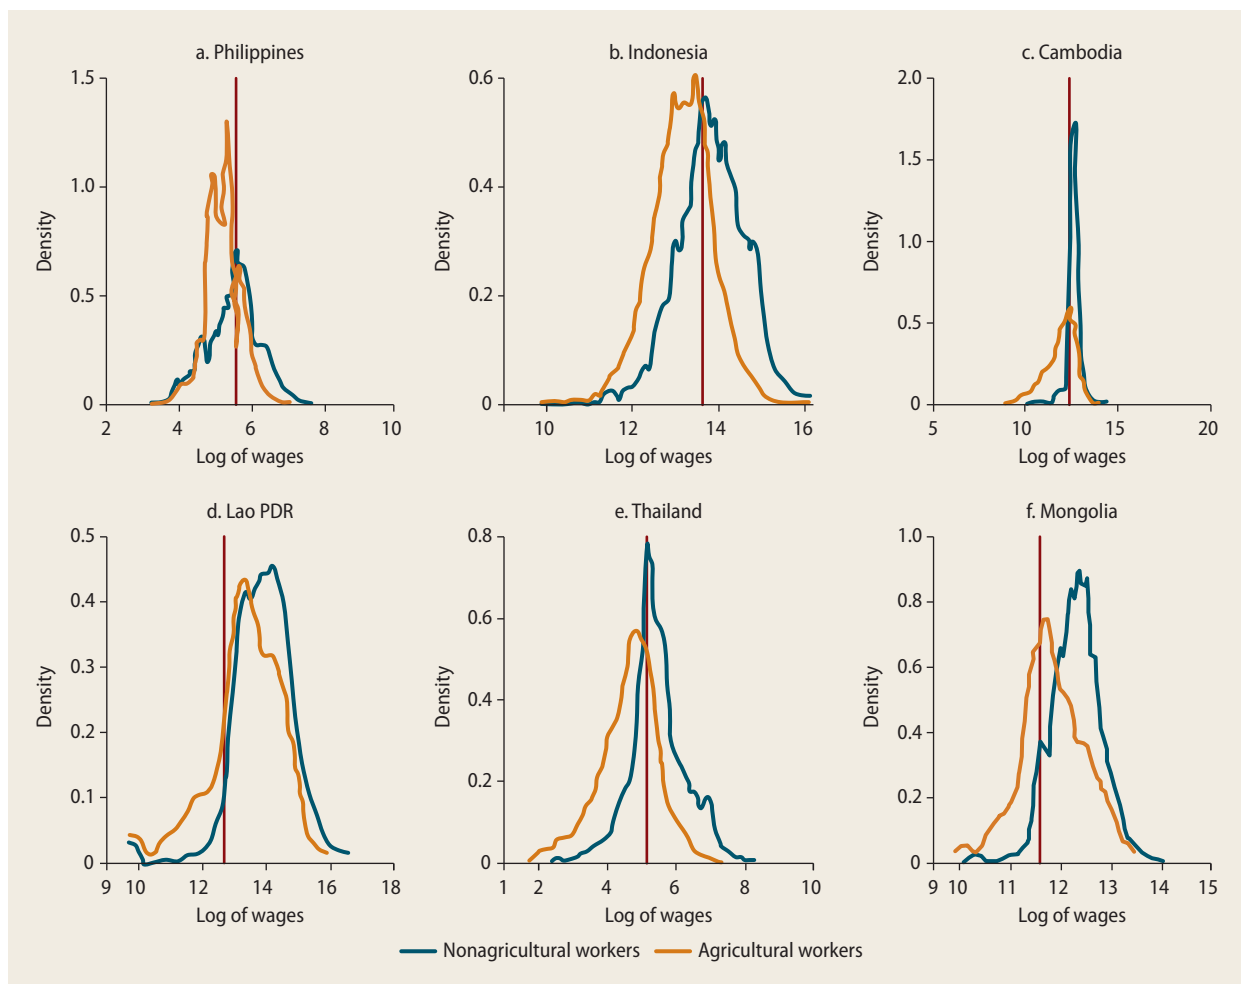 a. Philippines
1.5
1.0
0.5
0
Density
2 4 6 8 10
Log of wages
b. Indonesia
0.6
0.4
0.2
0
Density
10 12 14 16
Log of wages
c. Cambodia
2.0
1.5
1.0
0.5
0
Density
5 10 15 20
Log of wages
d. Lao PDR
0.5
0.4
0.3
0.2
0.1
0
Density
9 10 12 14 16 18
Log of wages
e. Thailand
0.8
0.6
0.4
0.2
0
Density
1 2 4 6 8 10
Log of wages
f. Mongolia
1.0
0.8
0.6
0.4
0.2
0
Density
9 10 11 12 13 14 15
Log of wages
Nonagricultural workers Agricultural workers